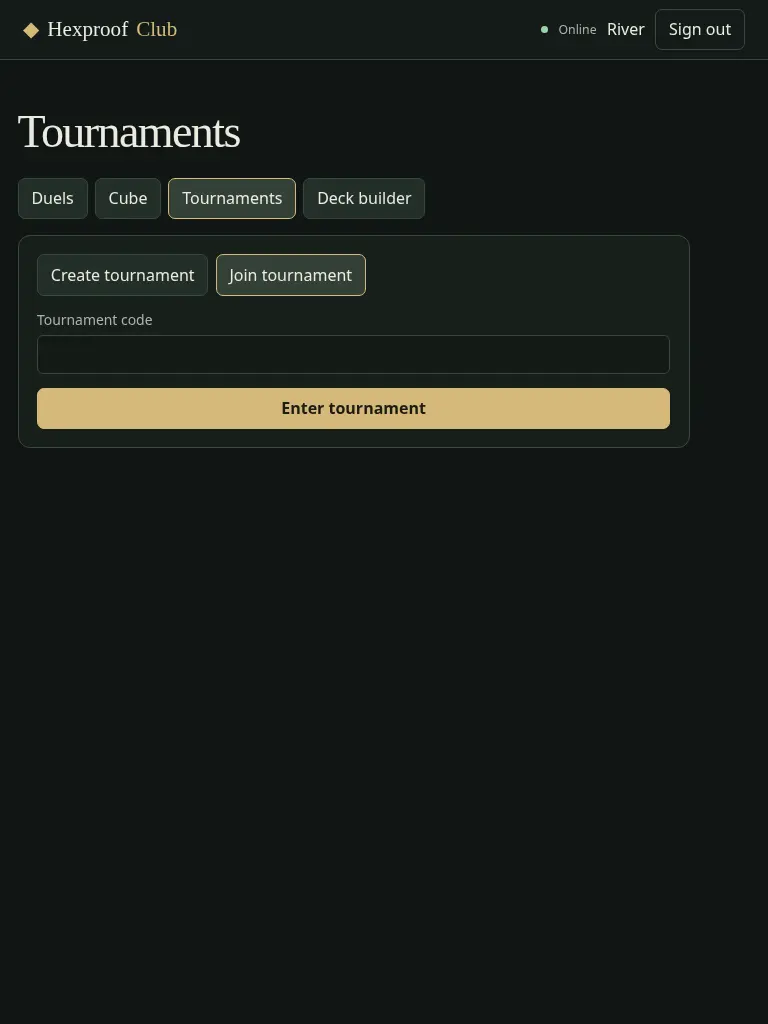 ◆ Hexproof Club
Online River Sign out
Tournaments
Duels Cube Tournaments Deck builder
Create tournament Join tournament
Tournament code
Enter tournament